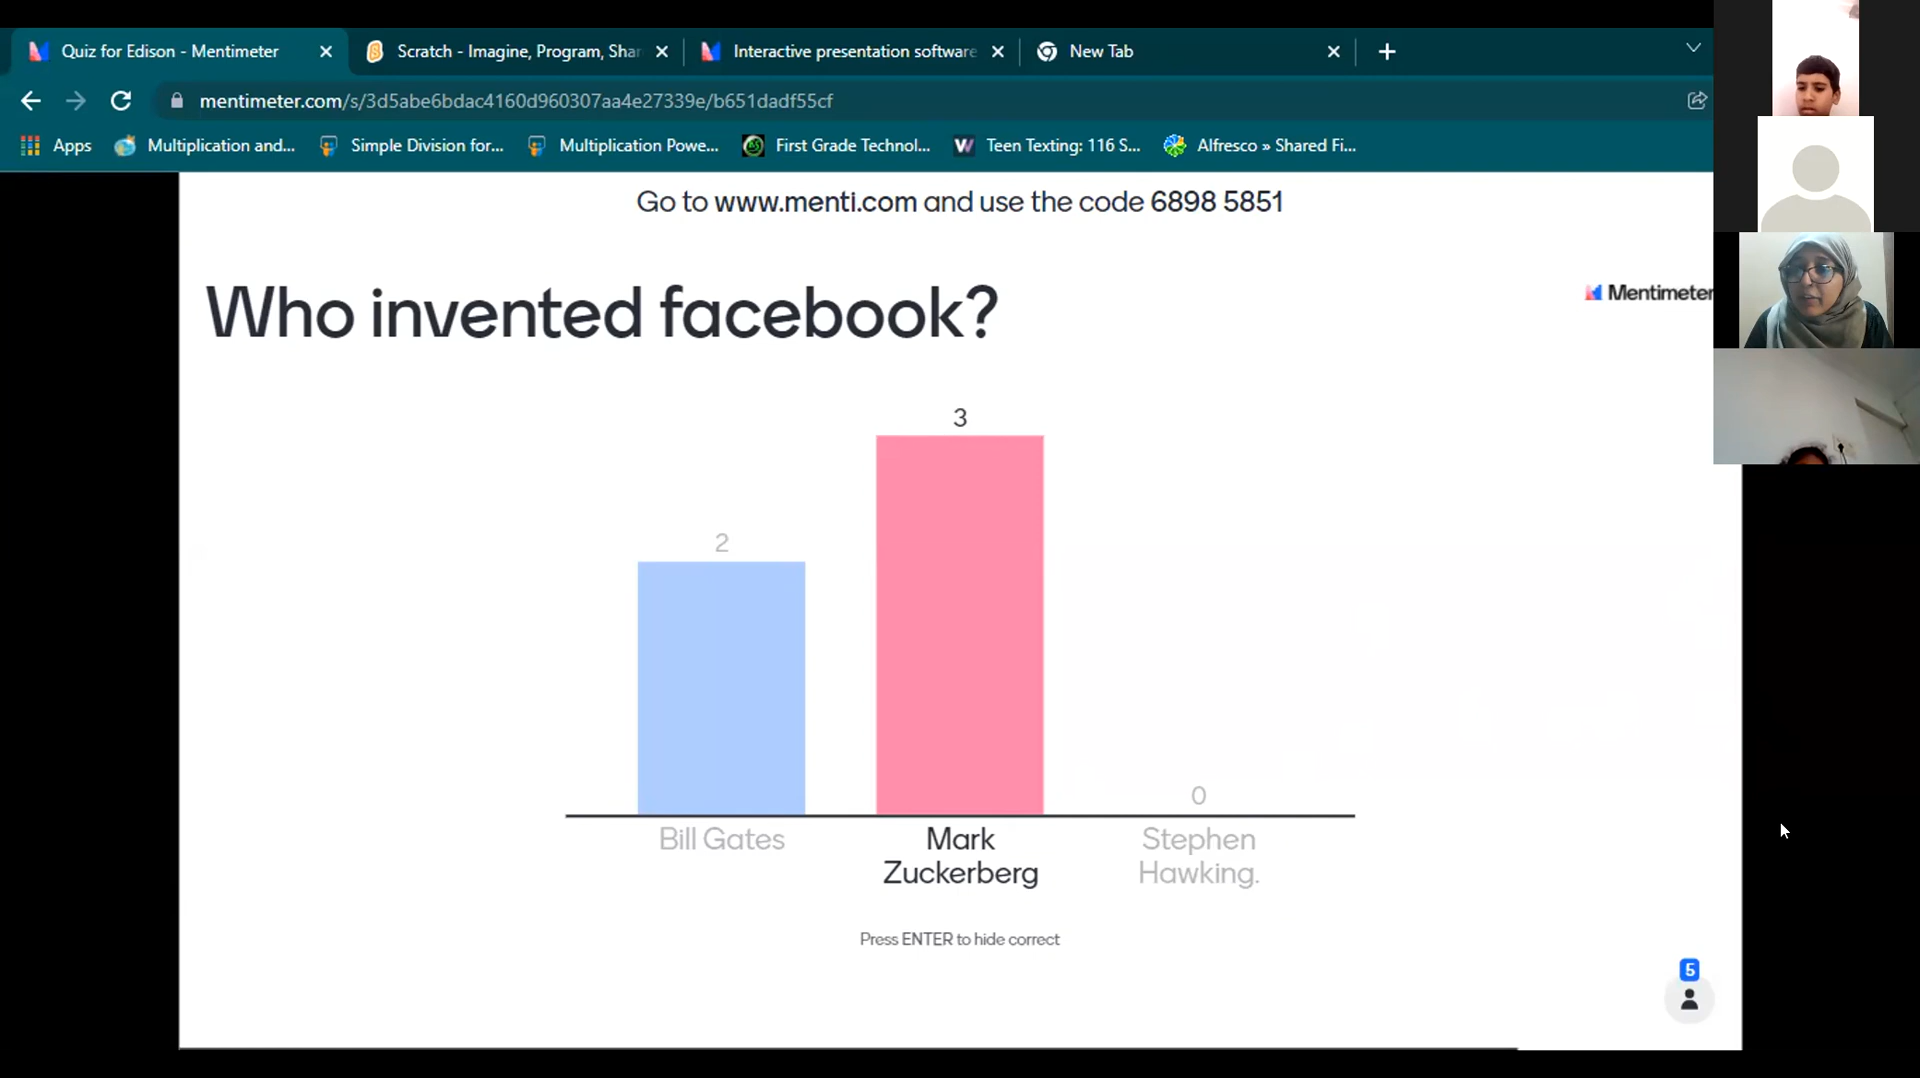 Quiz for Edison - Mentimeter
Scratch - Imagine, Program, Shar
Interactive presentation software
New Tab
mentimeter.com/s/3d5abe6bdac4160d960307aa4e27339e/b651dadf55cf
Apps
Multiplication and...
Simple Division for...
Multiplication Powe...
First Grade Technol...
Teen Texting: 116 S...
Alfresco » Shared Fi...
Go to www.menti.com and use the code 6898 5851
Who invented facebook?
Mentimeter
3
2
0
Bill Gates
Mark
Zuckerberg
Stephen
Hawking.
Press ENTER to hide correct
5